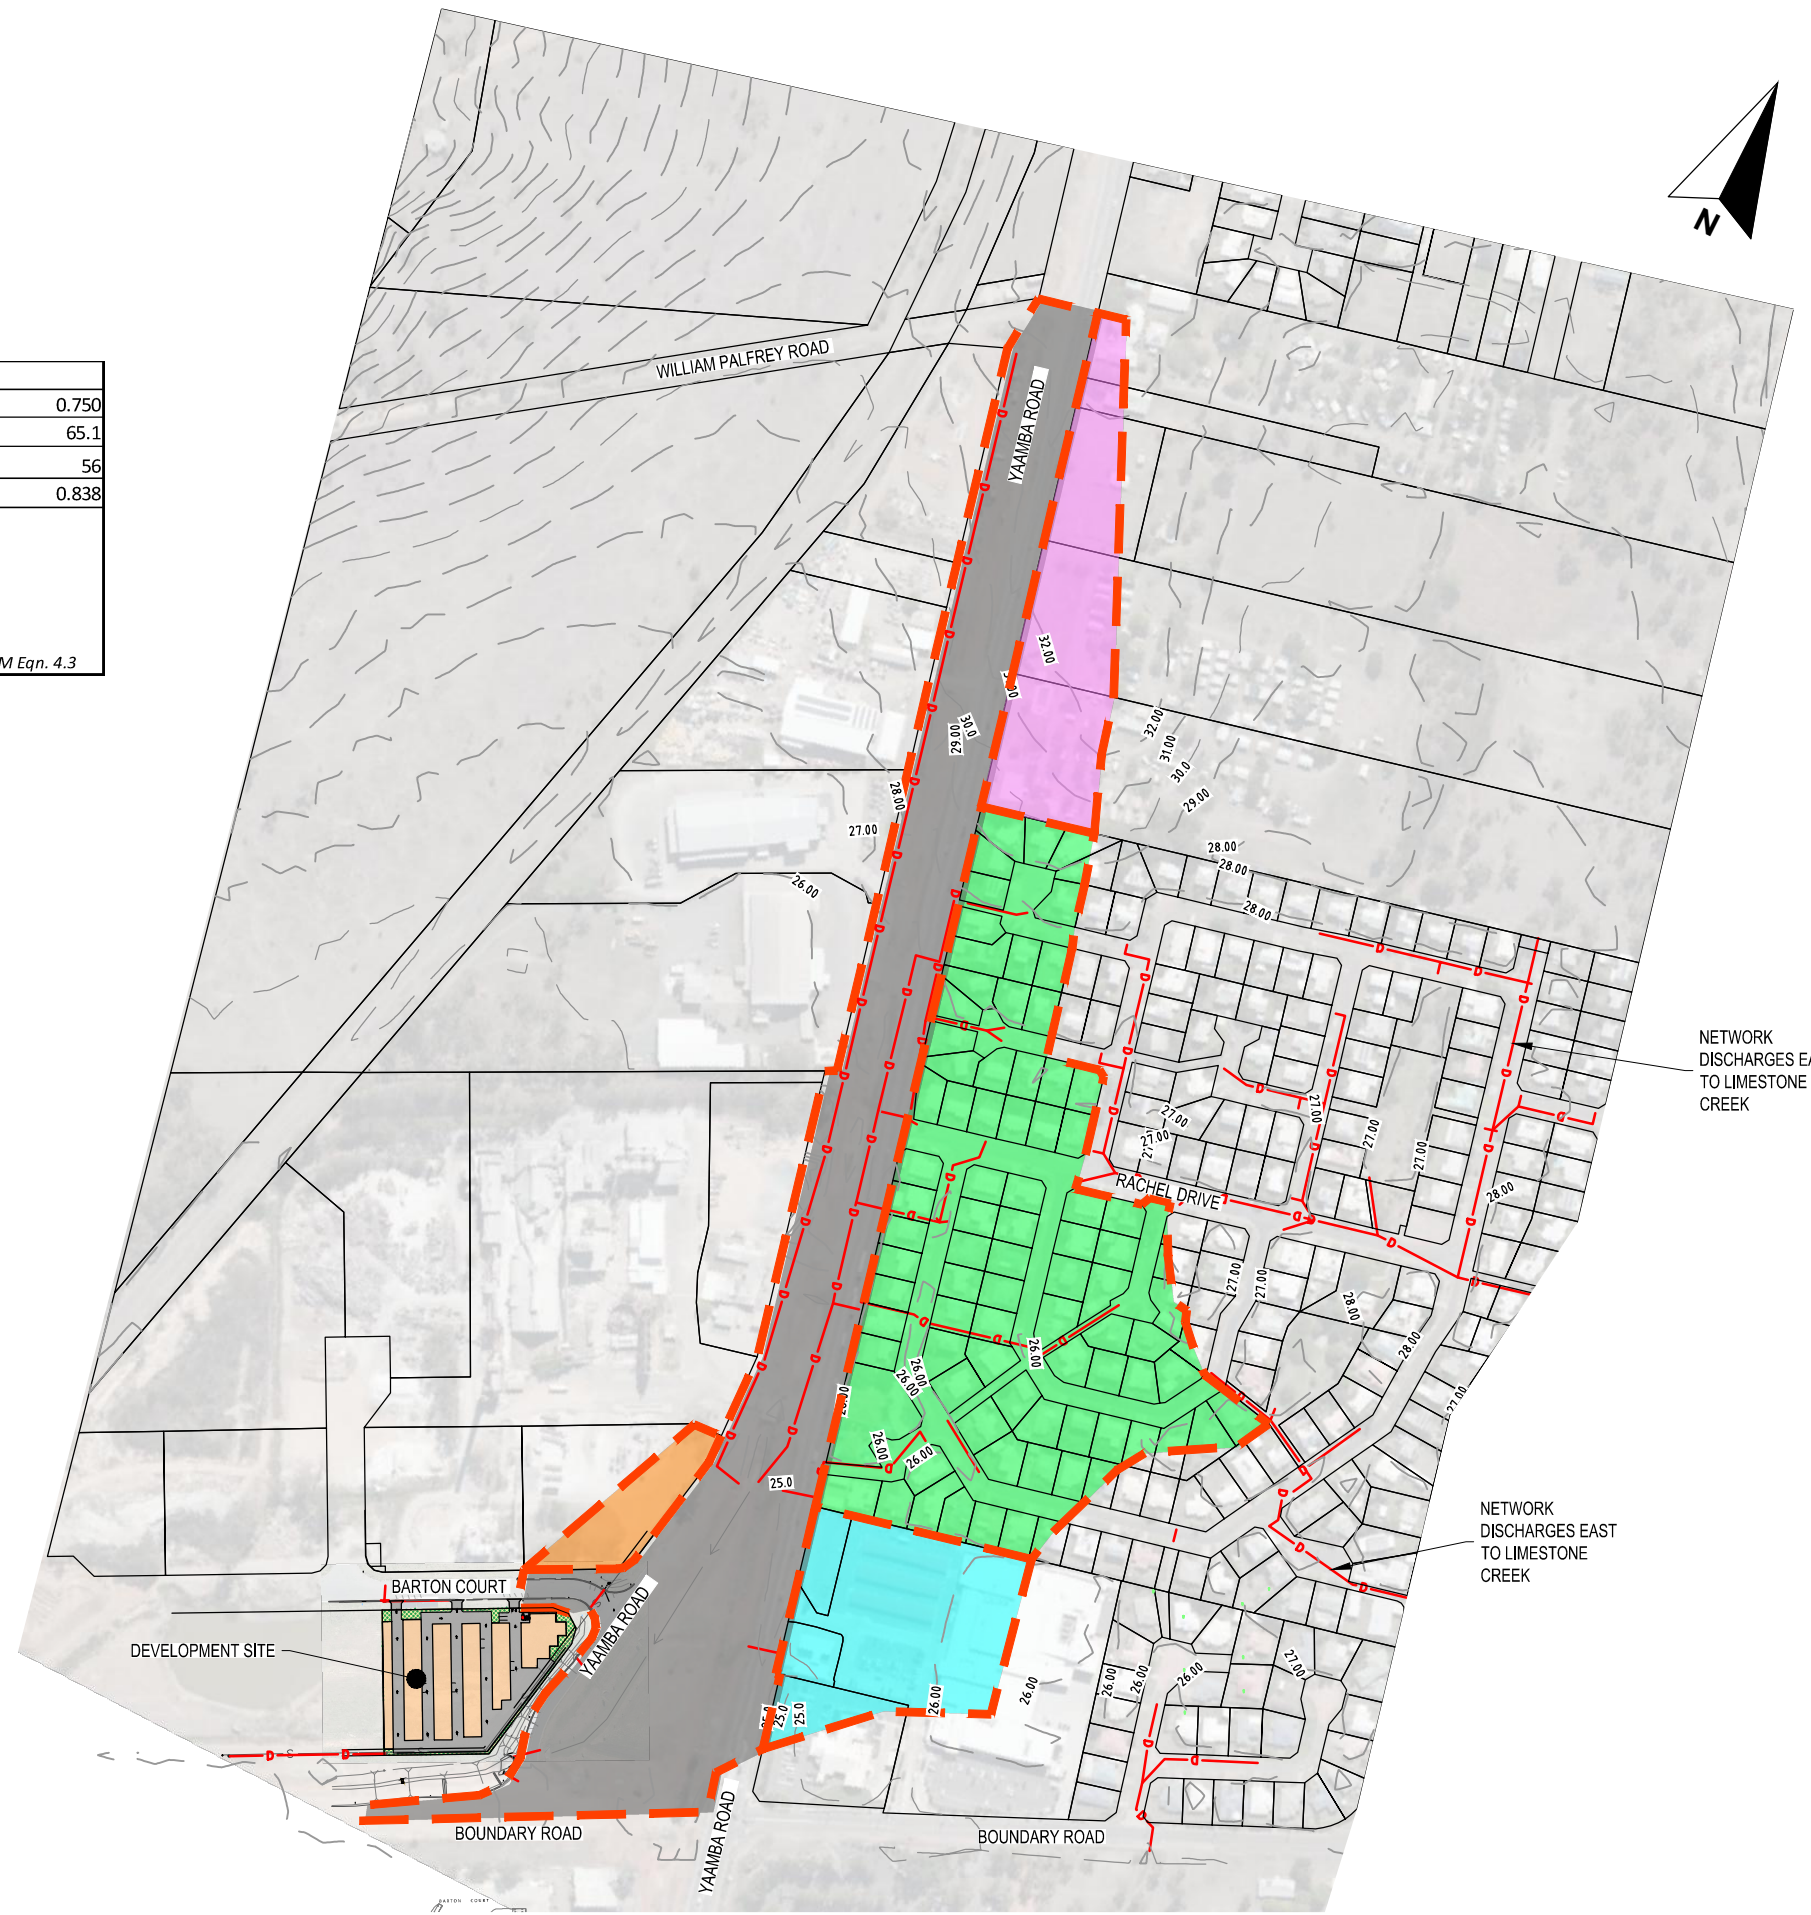 N
WILLIAM PALFREY ROAD
0.750
65.1
56
0.838
M Eqn. 4.3
YAAMBA ROAD
32.00
30.0
29.00
32.00
31.00
30.0
29.00
28.00
27.00
26.00
28.00
28.00
28.00
NETWORK
DISCHARGES EA
TO LIMESTONE
CREEK
27.00
27.00
27.00
27.00
27.00
RACHEL DRIVE
28.00
27.00
27.00
28.00
28.00
27.00
26.00
26.00
26.00
26.00
26.00
25.0
NETWORK
DISCHARGES EAST
TO LIMESTONE
CREEK
BARTON COURT
YAAMBA ROAD
DEVELOPMENT SITE
26.00
26.00
26.00
26.00
26.00
27.00
25.0
25.0
D
S
D
BOUNDARY ROAD
YAAMBA ROAD
BOUNDARY ROAD
BARTON COURT